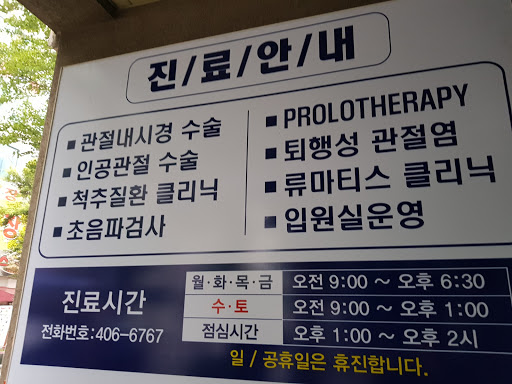 진/료/안/내
▪ 관절내시경 수술
▪ 인공관절 수술
▪ 척추질환 클리닉
▪ 초음파검사
▪ PROLOTHERAPY
▪ 퇴행성 관절염
▪ 류마티스 클리닉
▪ 입원실운영
진료시간
전화번호:406-6767
월·화·목·금 오전 9:00 ~ 오후 6:30
수·토 오전 9:00 ~ 오후 1:00
점심시간 오후 1:00 ~ 오후 2시
일 / 공휴일은 휴진합니다.